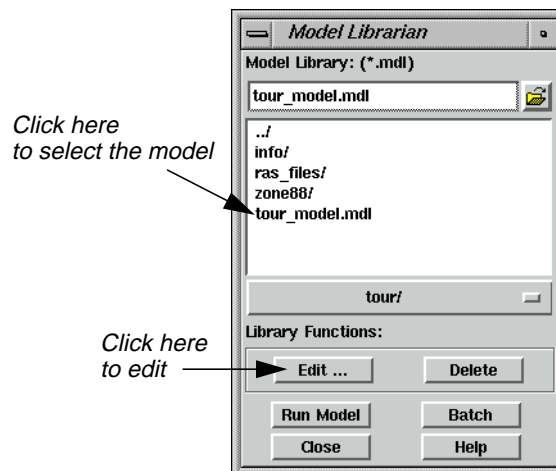 Model Librarian
Model Library: (*.mdl)
tour_model.mdl
Click here
to select the model
../
info/
ras_files/
zone88/
tour_model.mdl
tour/
Library Functions:
Click here
to edit
Edit ...
Delete
Run Model
Batch
Close
Help